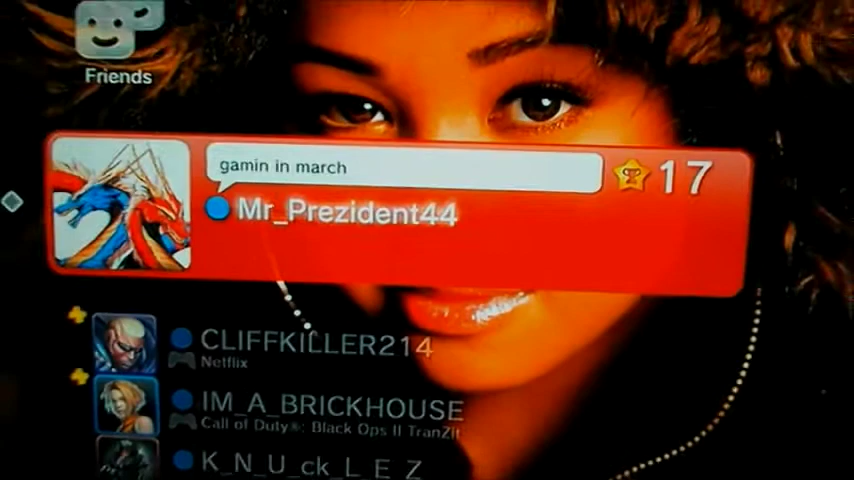 Friends
gamin in march
17
Mr_Prezident44
CLIFFKILLER214
Netflix
IM_A_BRICKHOUSE
Call of Duty®: Black Ops II TranZit
K_N_U_ck_L_E_Z